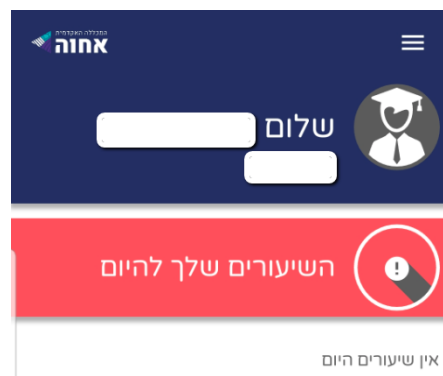 המכללה האקדמית
אחוה
שלום
השיעורים שלך להיום
אין שיעורים היום